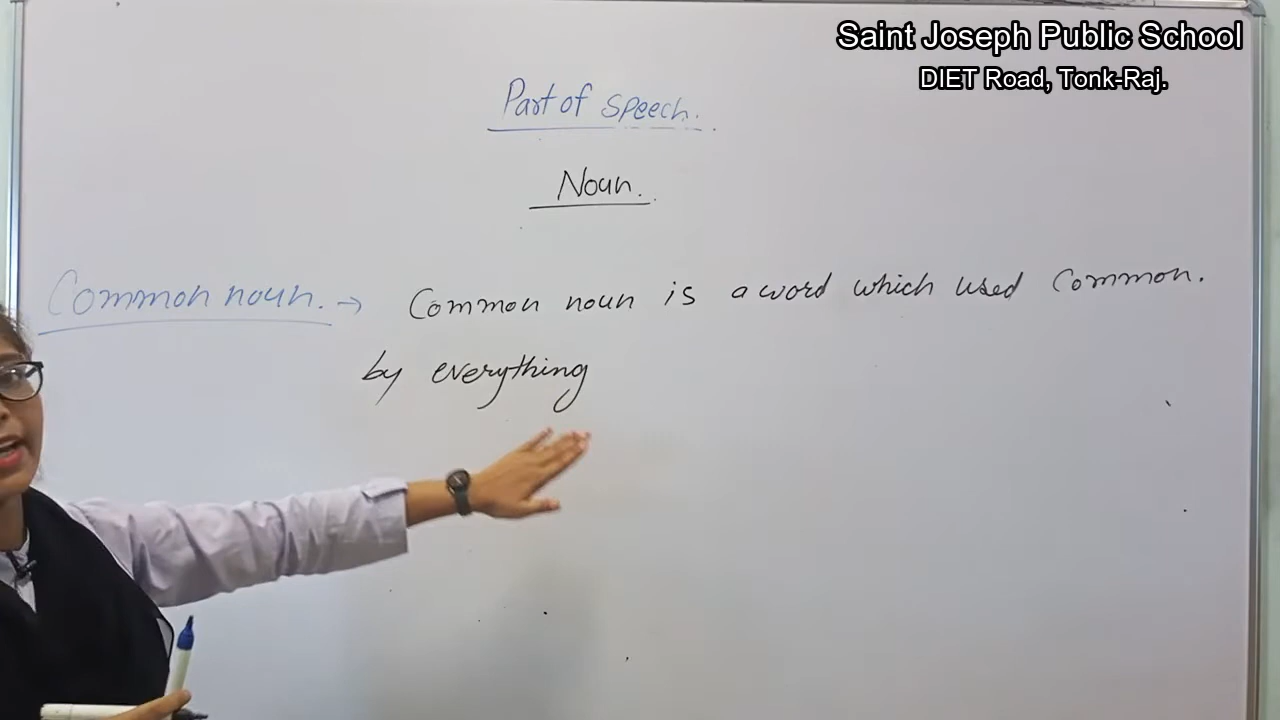 Saint Joseph Public School
DIET Road, Tonk-Raj.
Part of speech.
Noun.
Common noun. → Common noun is a word which used Common.
by everything